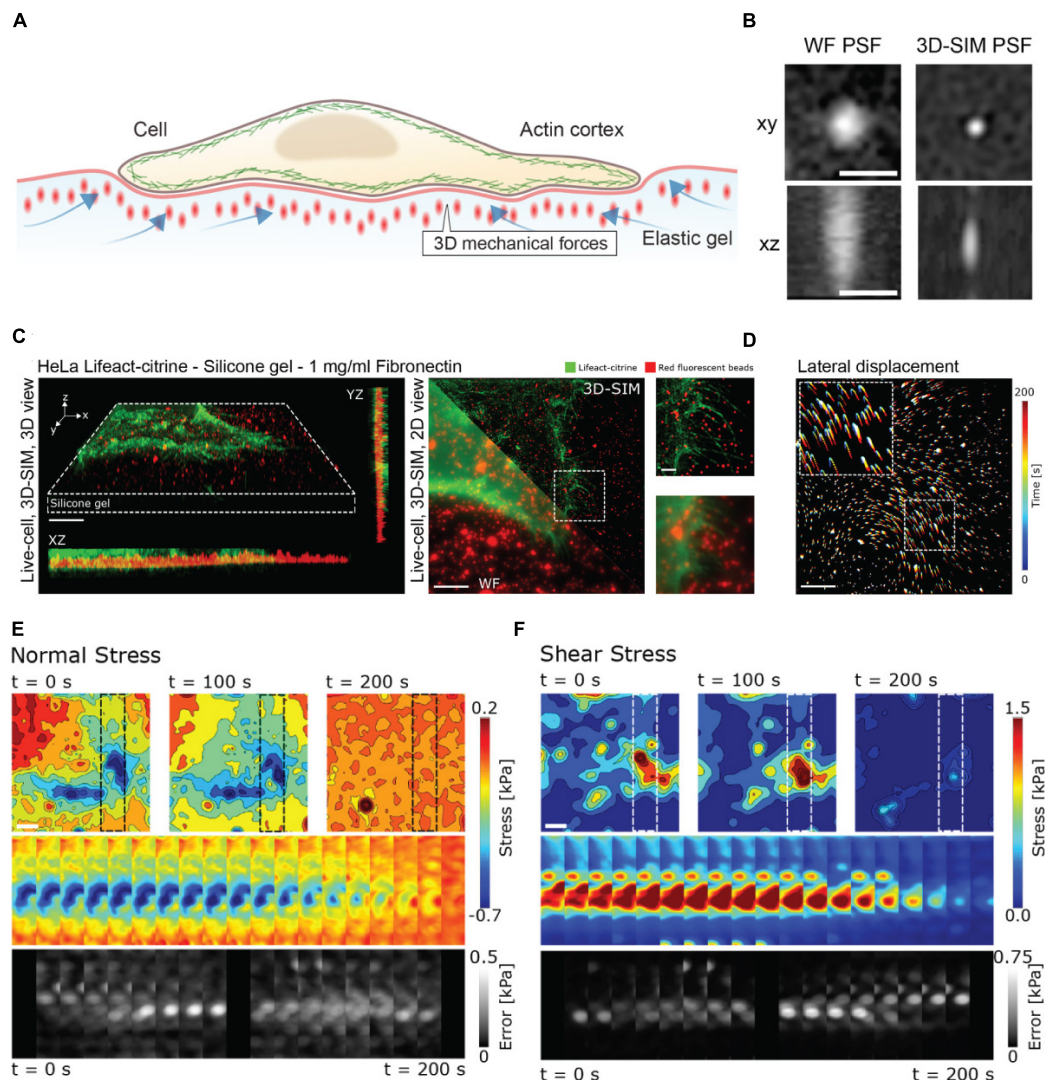 A
Cell
Actin cortex
3D mechanical forces
Elastic gel
B
WF PSF
3D-SIM PSF
xy
xz
C
HeLa Lifeact-citrine - Silicone gel - 1 mg/ml Fibronectin
Lifeact-citrine
Red fluorescent beads
Live-cell, 3D-SIM, 3D view
z
x
y
YZ
Silicone gel
XZ
Live-cell, 3D-SIM, 2D view
3D-SIM
WF
D
Lateral displacement
200
Time [s]
0
E
Normal Stress
t = 0 s
t = 100 s
t = 200 s
0.2
Stress [kPa]
-0.7
0.5
Error [kPa]
0
t = 0 s
t = 200 s
F
Shear Stress
t = 0 s
t = 100 s
t = 200 s
1.5
Stress [kPa]
0.0
0.75
Error [kPa]
0
t = 0 s
t = 200 s